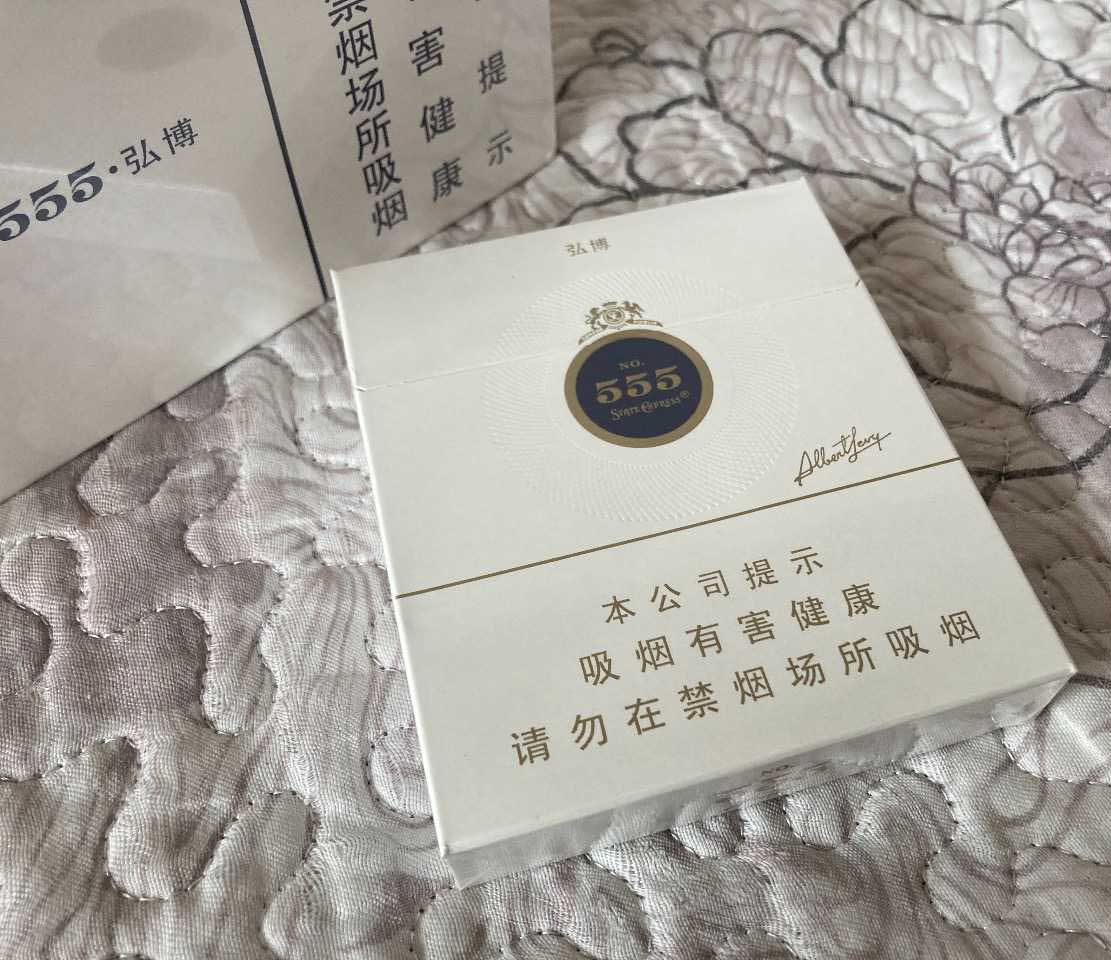 555·弘博
禁烟场所吸烟
害健康
提示
弘博
NO.
555
STATE EXPRESS®
Albert Levy
本公司提示
吸烟有害健康
请勿在禁烟场所吸烟
NO.